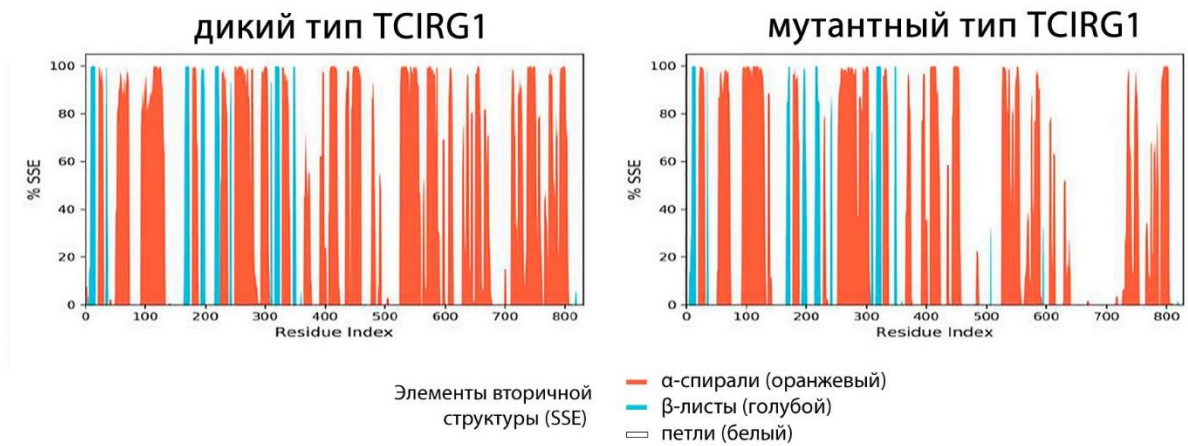 дикий тип TCIRG1
мутантный тип TCIRG1
% SSE
100
80
60
40
20
0
0 100 200 300 400 500 600 700 800
Residue Index
% SSE
100
80
60
40
20
0
0 100 200 300 400 500 600 700 800
Residue Index
Элементы вторичной
структуры (SSE)
α-спирали (оранжевый)
β-листы (голубой)
петли (белый)